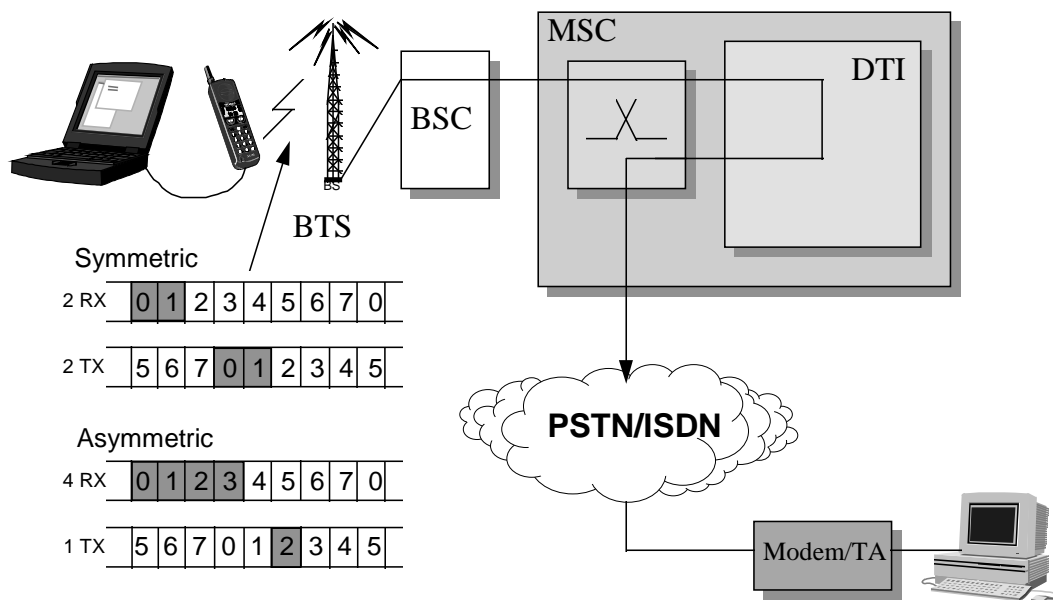 MSC
DTI
BSC
BS
BTS
Symmetric
2 RX 0 1 2 3 4 5 6 7 0
2 TX 5 6 7 0 1 2 3 4 5
Asymmetric
4 RX 0 1 2 3 4 5 6 7 0
1 TX 5 6 7 0 1 2 3 4 5
PSTN/ISDN
Modem/TA